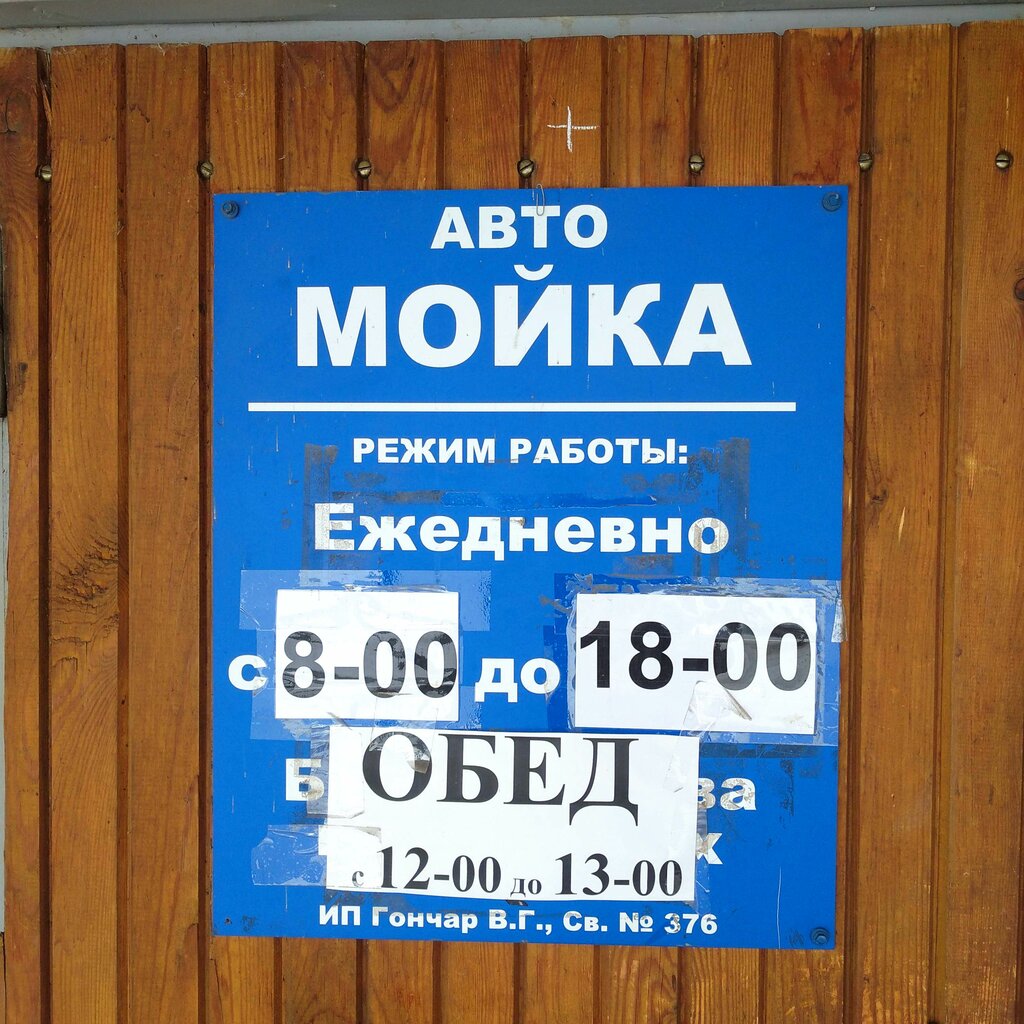 АВТО
МОЙКА
РЕЖИМ РАБОТЫ:
Ежедневно
с 8-00 до 18-00
ОБЕД
с 12-00 до 13-00
ИП Гончар В.Г., Св. № 376